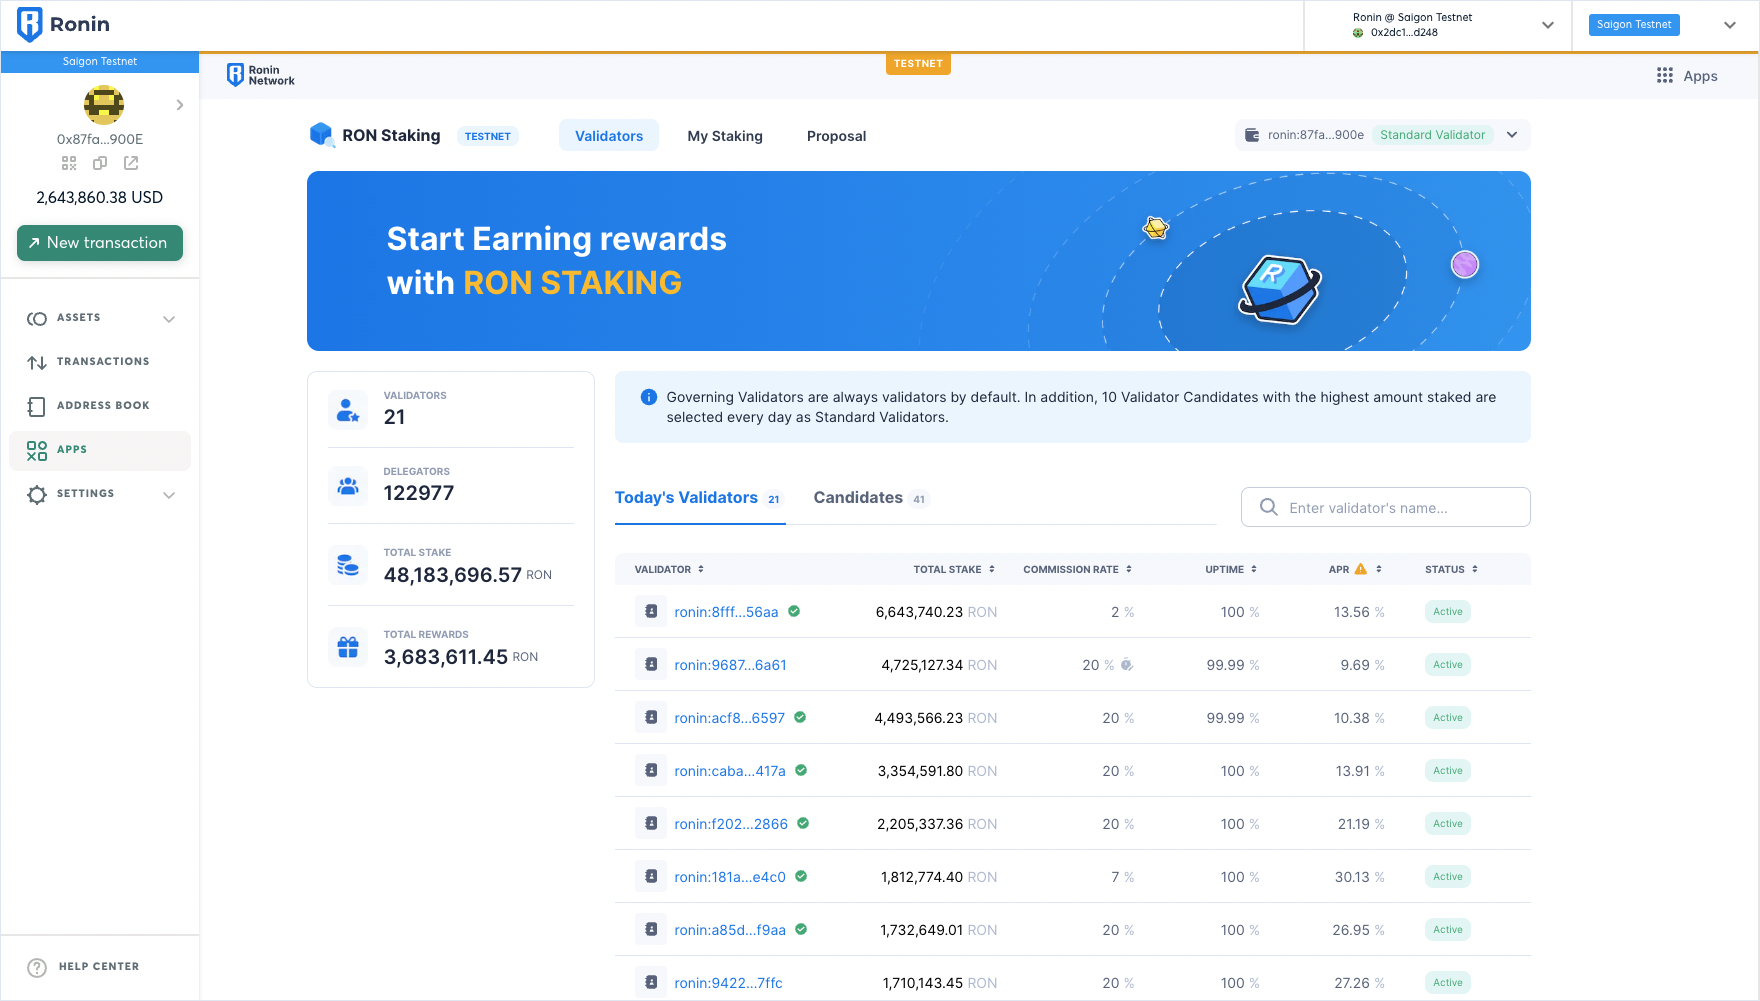 Ronin
Ronin @ Saigon Testnet
0x2dc1...d248
Saigon Testnet
Saigon Testnet
TESTNET
Ronin
Network
Apps
0x87fa...900E
2,643,860.38 USD
New transaction
ASSETS
TRANSACTIONS
ADDRESS BOOK
APPS
SETTINGS
HELP CENTER
RON Staking TESTNET Validators My Staking Proposal
ronin:87fa...900e Standard Validator
Start Earning rewards
with RON STAKING
VALIDATORS
21
DELEGATORS
122977
TOTAL STAKE
48,183,696.57 RON
TOTAL REWARDS
3,683,611.45 RON
Governing Validators are always validators by default. In addition, 10 Validator Candidates with the highest amount staked are
selected every day as Standard Validators.
Today's Validators 21 Candidates 41
Enter validator's name...
VALIDATOR TOTAL STAKE COMMISSION RATE UPTIME APR STATUS
ronin:8fff...56aa 6,643,740.23 RON 2 % 100 % 13.56 % Active
ronin:9687...6a61 4,725,127.34 RON 20 % 99.99 % 9.69 % Active
ronin:acf8...6597 4,493,566.23 RON 20 % 99.99 % 10.38 % Active
ronin:caba...417a 3,354,591.80 RON 20 % 100 % 13.91 % Active
ronin:f202...2866 2,205,337.36 RON 20 % 100 % 21.19 % Active
ronin:181a...e4c0 1,812,774.40 RON 7 % 100 % 30.13 % Active
ronin:a85d...f9aa 1,732,649.01 RON 20 % 100 % 26.95 % Active
ronin:9422...7ffc 1,710,143.45 RON 20 % 100 % 27.26 % Active